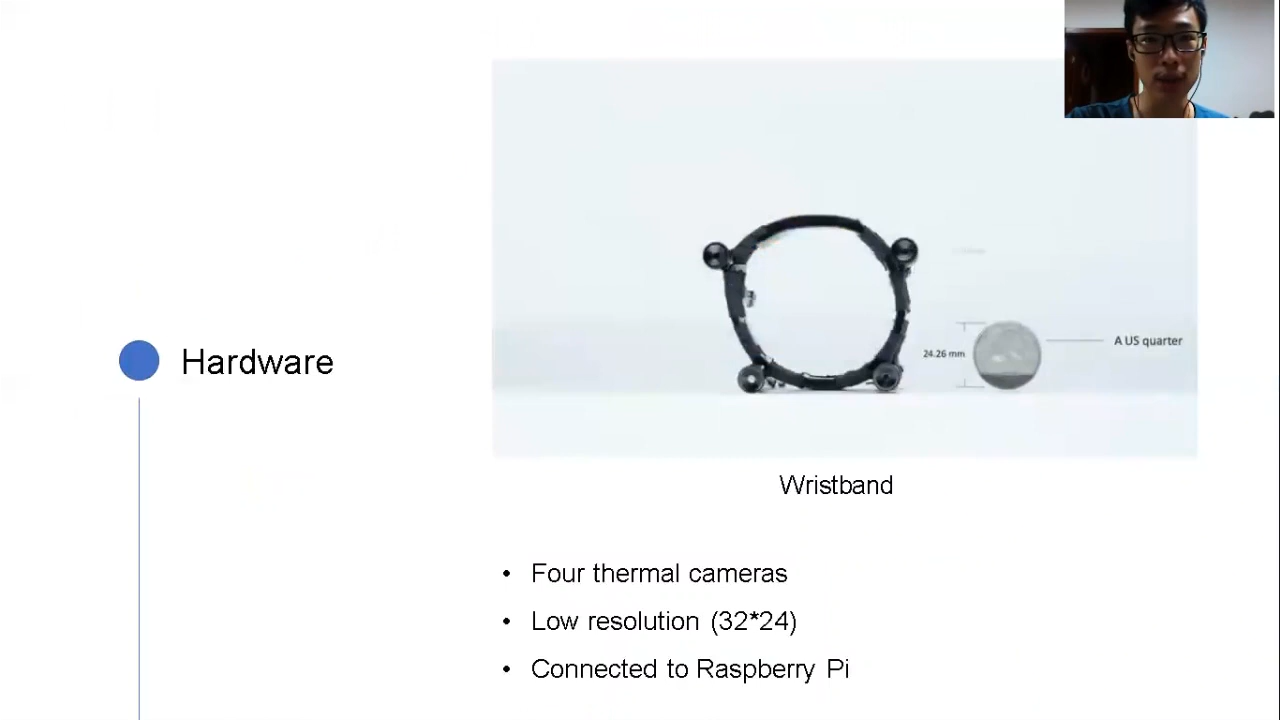 Hardware
24.26 mm
A US quarter
Wristband
• Four thermal cameras
• Low resolution (32*24)
• Connected to Raspberry Pi